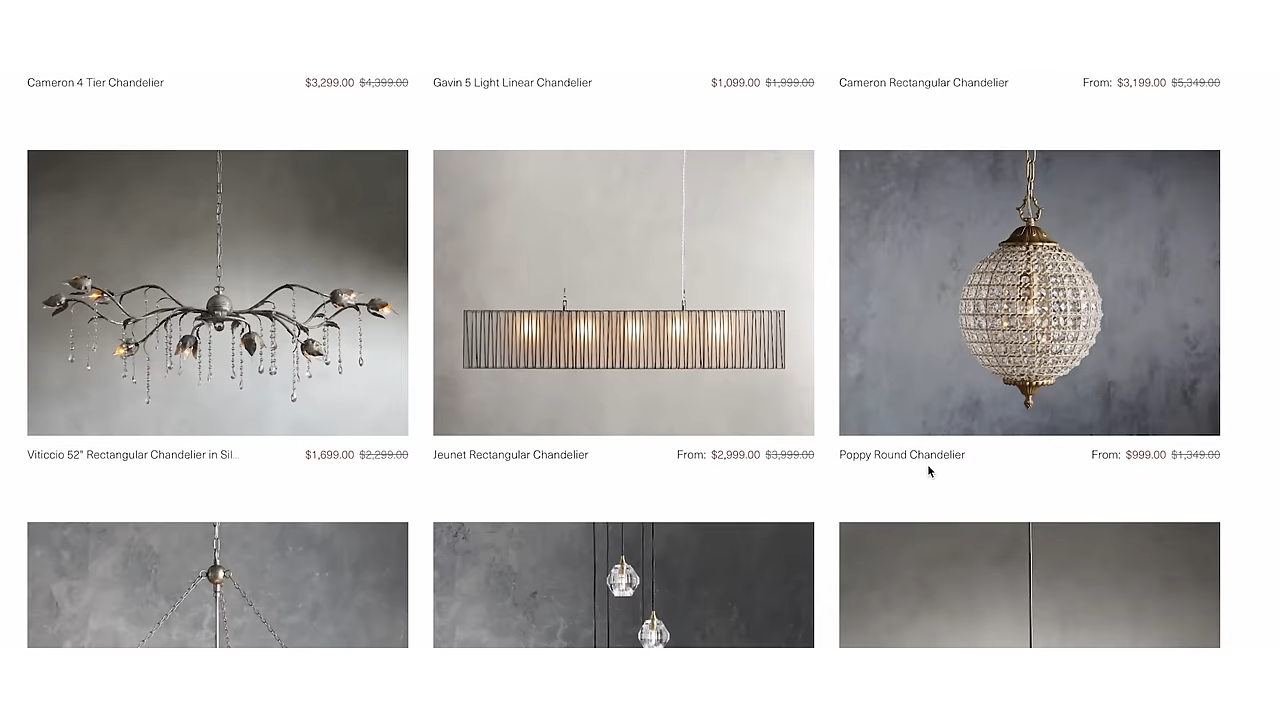 Cameron 4 Tier Chandelier $3,299.00 $4,399.00
Gavin 5 Light Linear Chandelier $1,099.00 $1,999.00
Cameron Rectangular Chandelier From: $3,199.00 $5,349.00
Viticcio 52" Rectangular Chandelier in Sil... $1,699.00 $2,299.00
Jeunet Rectangular Chandelier From: $2,999.00 $3,999.00
Poppy Round Chandelier From: $999.00 $1,349.00